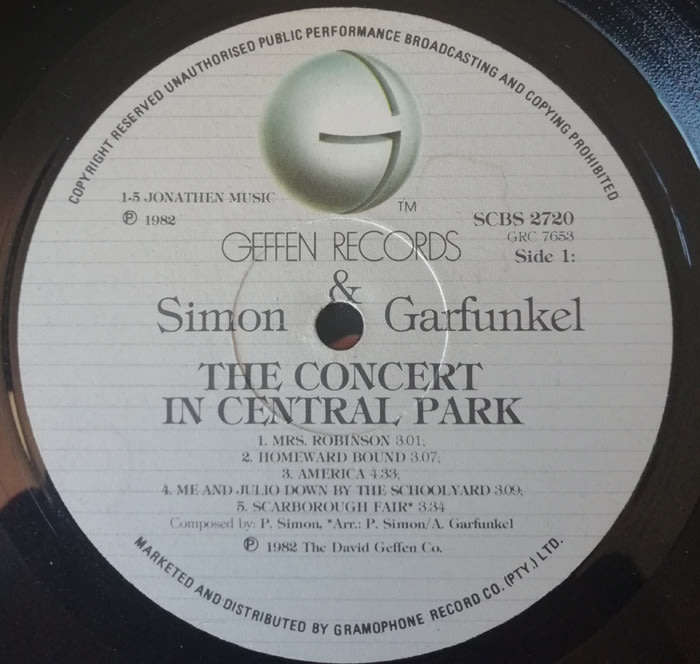 COPYRIGHT RESERVED UNAUTHORISED PUBLIC PERFORMANCE BROADCASTING AND COPYING PROHIBITED
G
TM
1-5 JONATHEN MUSIC
℗ 1982
SCBS 2720
GRC 7653
Side 1:
GEFFEN RECORDS
&
Simon Garfunkel
THE CONCERT
IN CENTRAL PARK
1. MRS. ROBINSON 3.01;
2. HOMEWARD BOUND 3.07;
3. AMERICA 4.33;
4. ME AND JULIO DOWN BY THE SCHOOLYARD 3.09;
5. SCARBOROUGH FAIR* 3.34
Composed by: P. Simon, *Arr.: P. Simon/A. Garfunkel
℗ 1982 The David Geffen Co.
MARKETED AND DISTRIBUTED BY GRAMOPHONE RECORD CO. (PTY.) LTD.